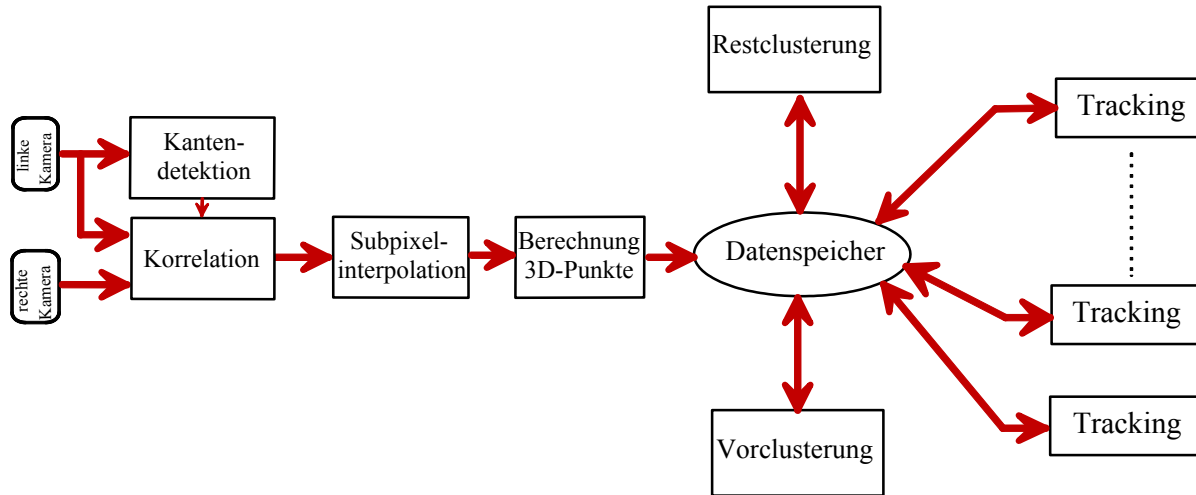 linke
Kamera
rechte
Kamera
Kanten-
detektion
Korrelation
Subpixel-
interpolation
Berechnung
3D-Punkte
Restclusterung
Datenspeicher
Vorclusterung
Tracking
Tracking
Tracking